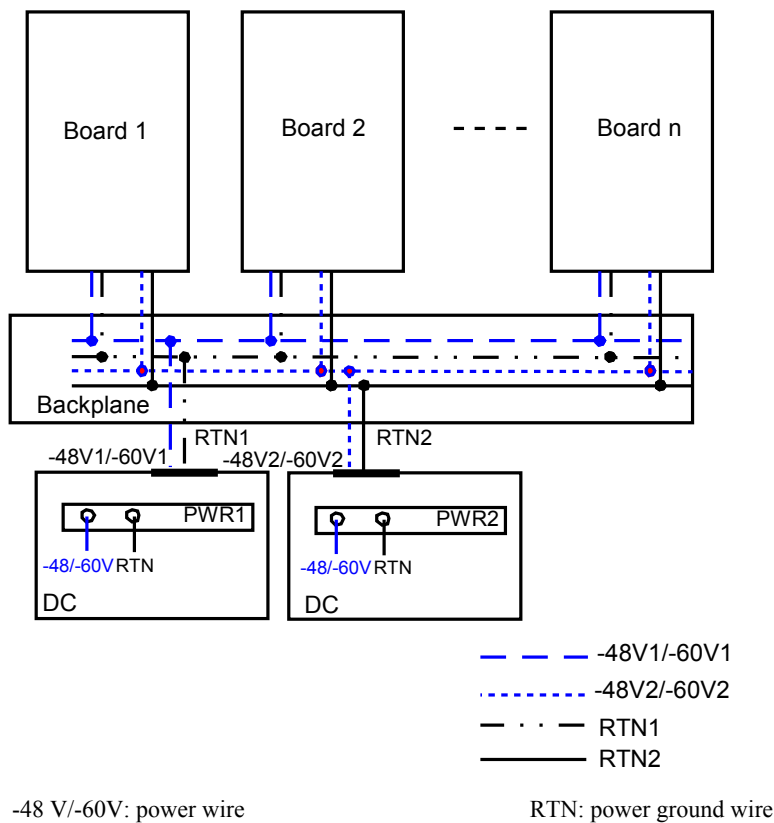 Board 1
Board 2
Board n
Backplane
RTN1
RTN2
-48V1/-60V1
-48V2/-60V2
PWR1
PWR2
-48/-60V RTN
-48/-60V RTN
DC
DC
-48V1/-60V1
-48V2/-60V2
RTN1
RTN2
-48 V/-60V: power wire
RTN: power ground wire